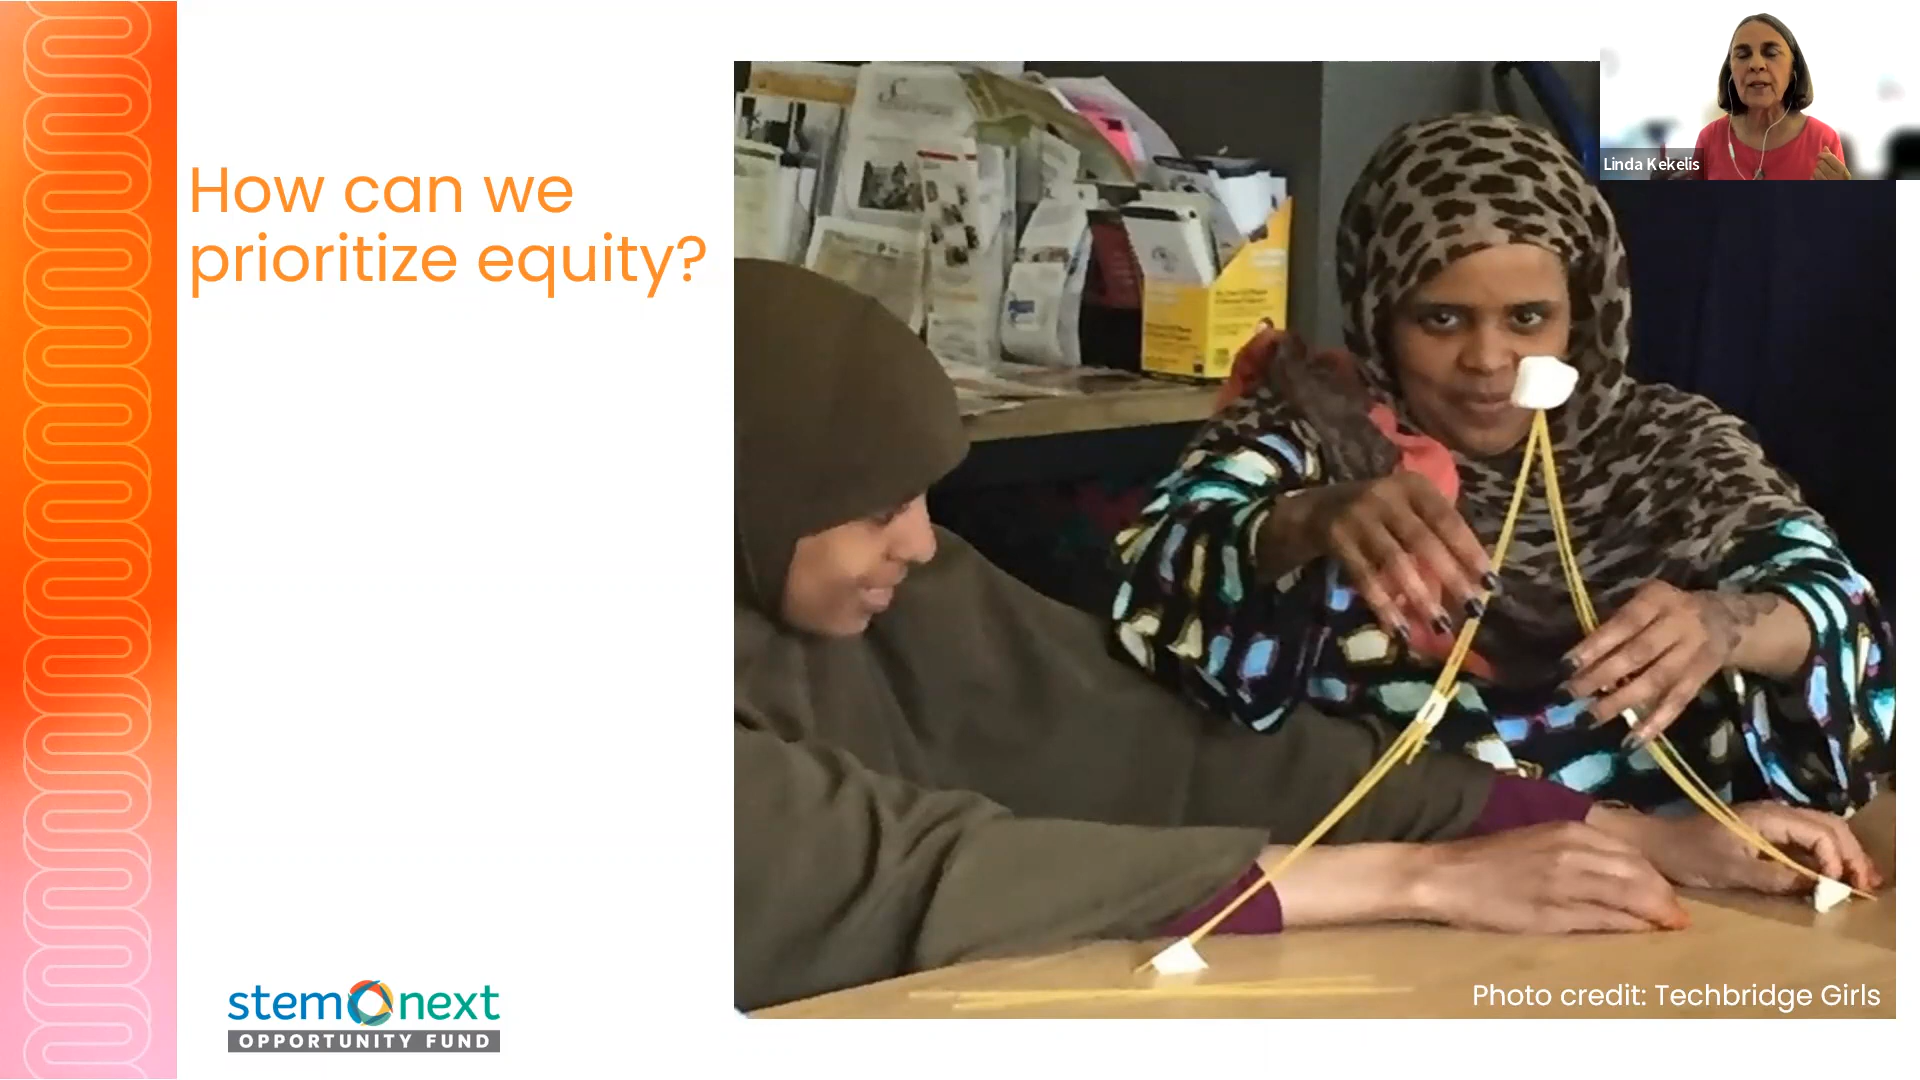 How can we
prioritize equity?
Linda Kekelis
Photo credit: Techbridge Girls
stem next
OPPORTUNITY FUND